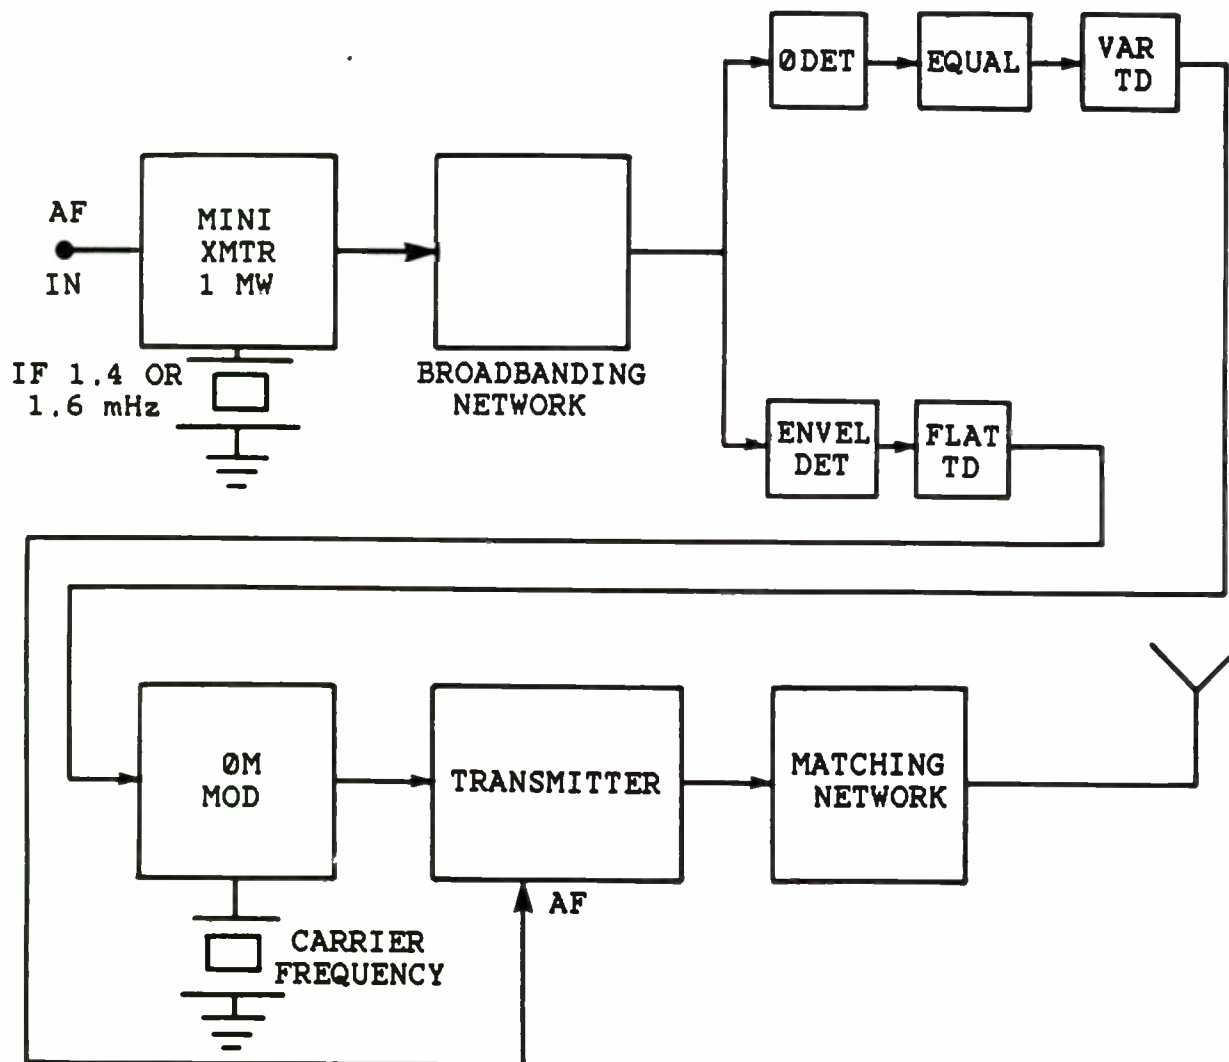 ØDET
EQUAL
VAR
TD
AF
IN
MINI
XMTR
1 MW
IF 1.4 OR
1.6 mHz
BROADBANDING
NETWORK
ENVEL
DET
FLAT
TD
ØM
MOD
TRANSMITTER
MATCHING
NETWORK
AF
CARRIER
FREQUENCY